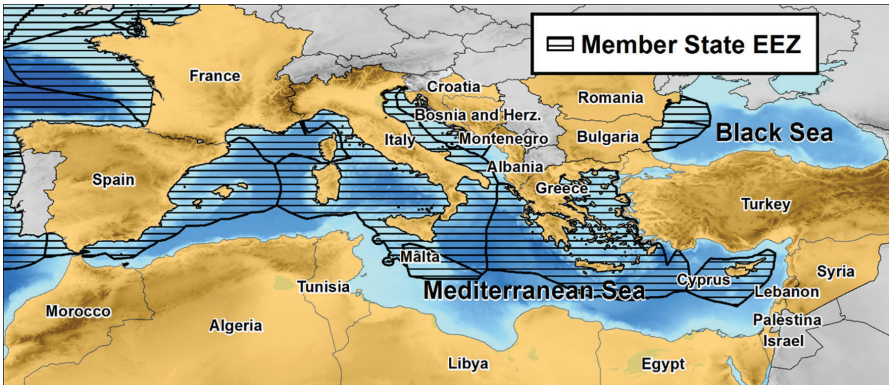 Member State EEZ
France
Croatia
Romania
Bosnia and Herz.
Black Sea
Italy
Montenegro
Bulgaria
Albania
Spain
Greece
Turkey
Malta
Cyprus
Syria
Tunisia
Mediterranean Sea
Lebanon
Morocco
Palestina
Algeria
Israel
Libya
Egypt